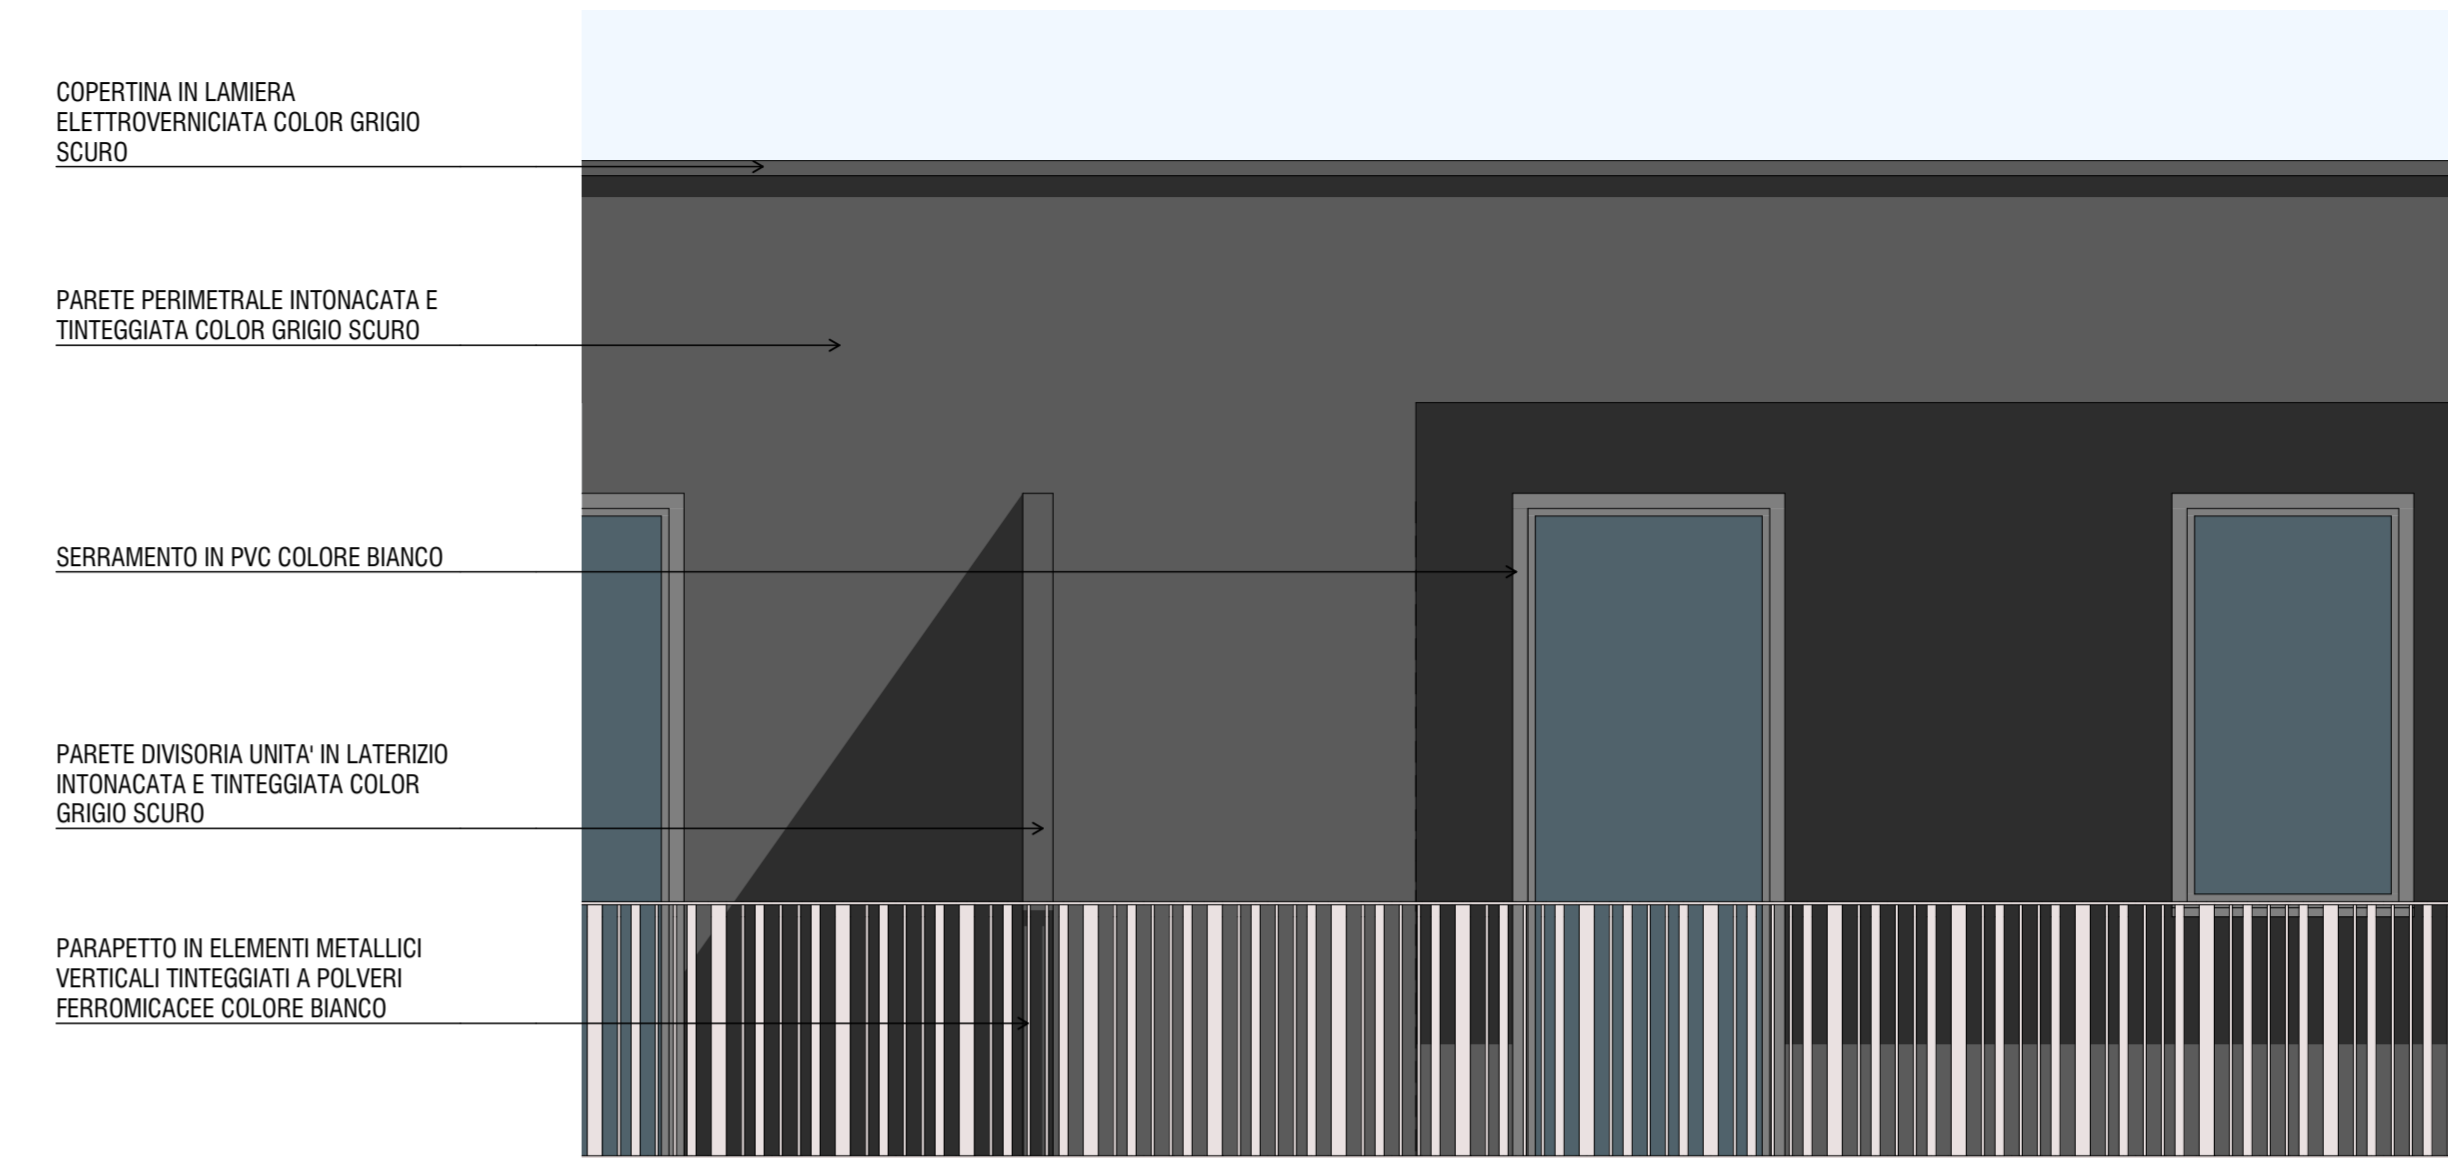 COPERTINA IN LAMIERA
ELETTROVERNICIATA COLOR GRIGIO
SCURO
PARETE PERIMETRALE INTONACATA E
TINTEGGIATA COLOR GRIGIO SCURO
SERRAMENTO IN PVC COLORE BIANCO
PARETE DIVISORIA UNITA' IN LATERIZIO
INTONACATA E TINTEGGIATA COLOR
GRIGIO SCURO
PARAPETTO IN ELEMENTI METALLICI
VERTICALI TINTEGGIATI A POLVERI
FERROMICACEE COLORE BIANCO